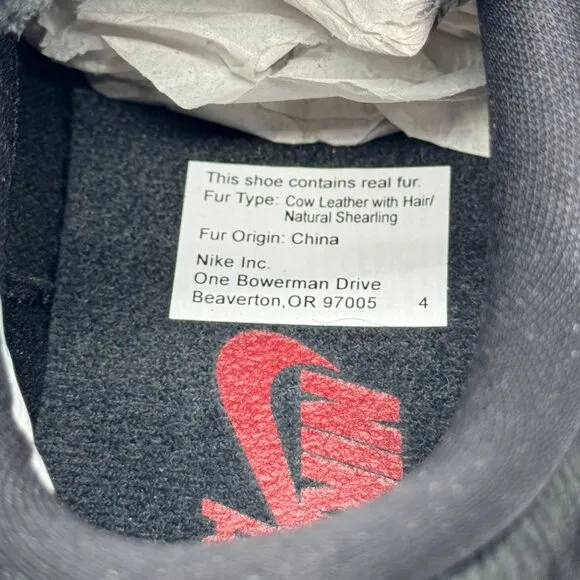 This shoe contains real fur.
Fur Type: Cow Leather with Hair/
Natural Shearling
Fur Origin: China
Nike Inc.
One Bowerman Drive
Beaverton,OR 97005 4
NIKE